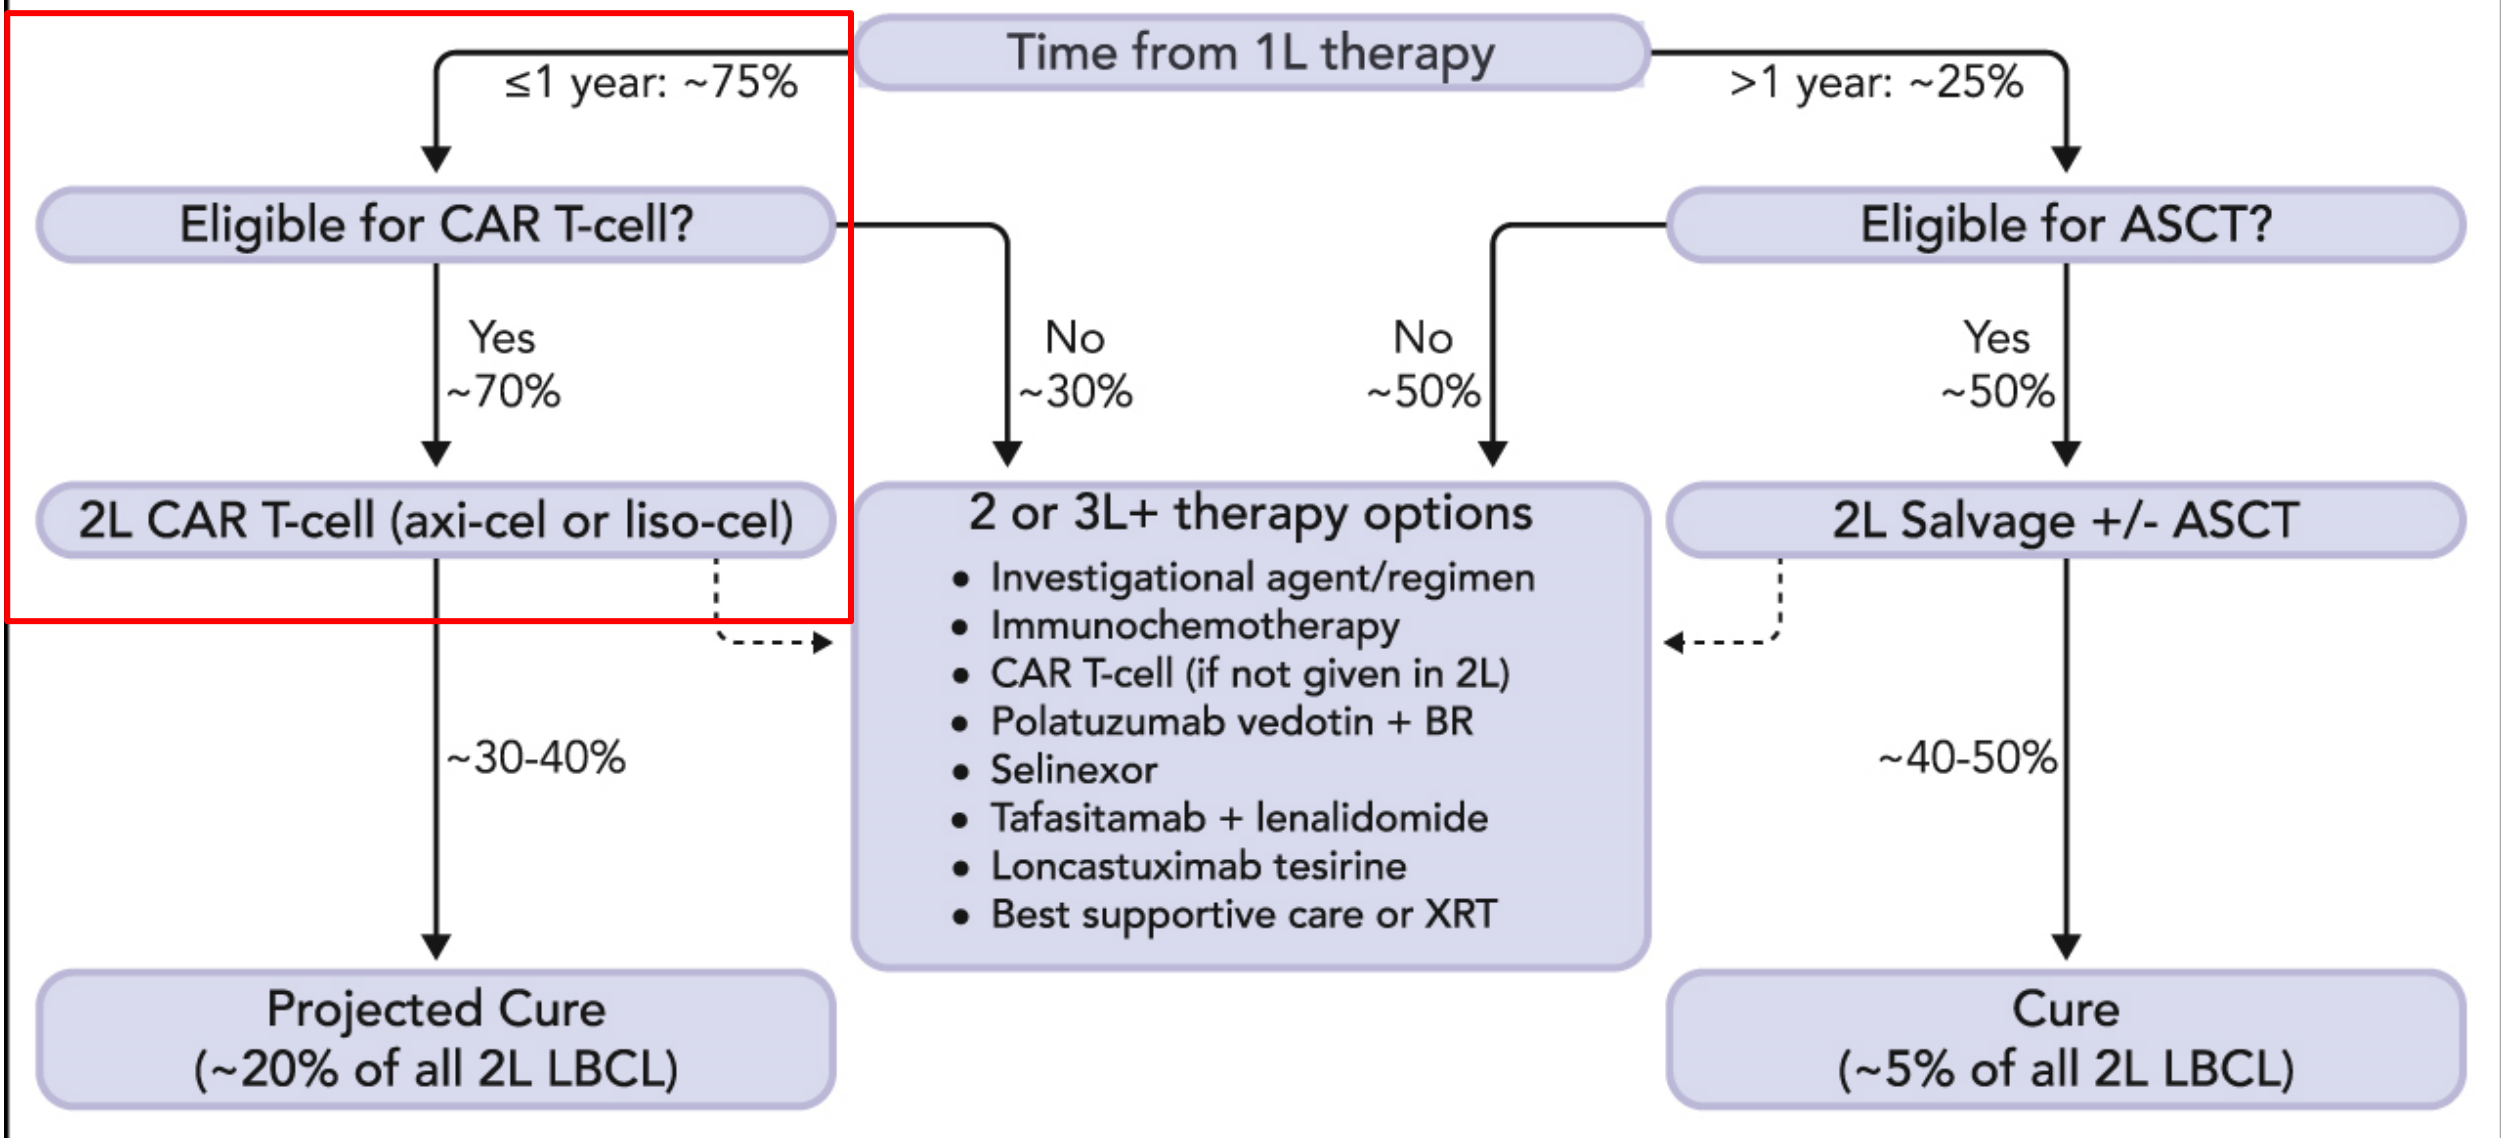 Time from 1L therapy
≤1 year: ~75%
>1 year: ~25%
Eligible for CAR T-cell?
Eligible for ASCT?
Yes
~70%
No
~30%
No
~50%
Yes
~50%
2L CAR T-cell (axi-cel or liso-cel)
2 or 3L+ therapy options
• Investigational agent/regimen
• Immunochemotherapy
• CAR T-cell (if not given in 2L)
• Polatuzumab vedotin + BR
• Selinexor
• Tafasitamab + lenalidomide
• Loncastuximab tesirine
• Best supportive care or XRT
2L Salvage +/- ASCT
~30-40%
~40-50%
Projected Cure
(~20% of all 2L LBCL)
Cure
(~5% of all 2L LBCL)